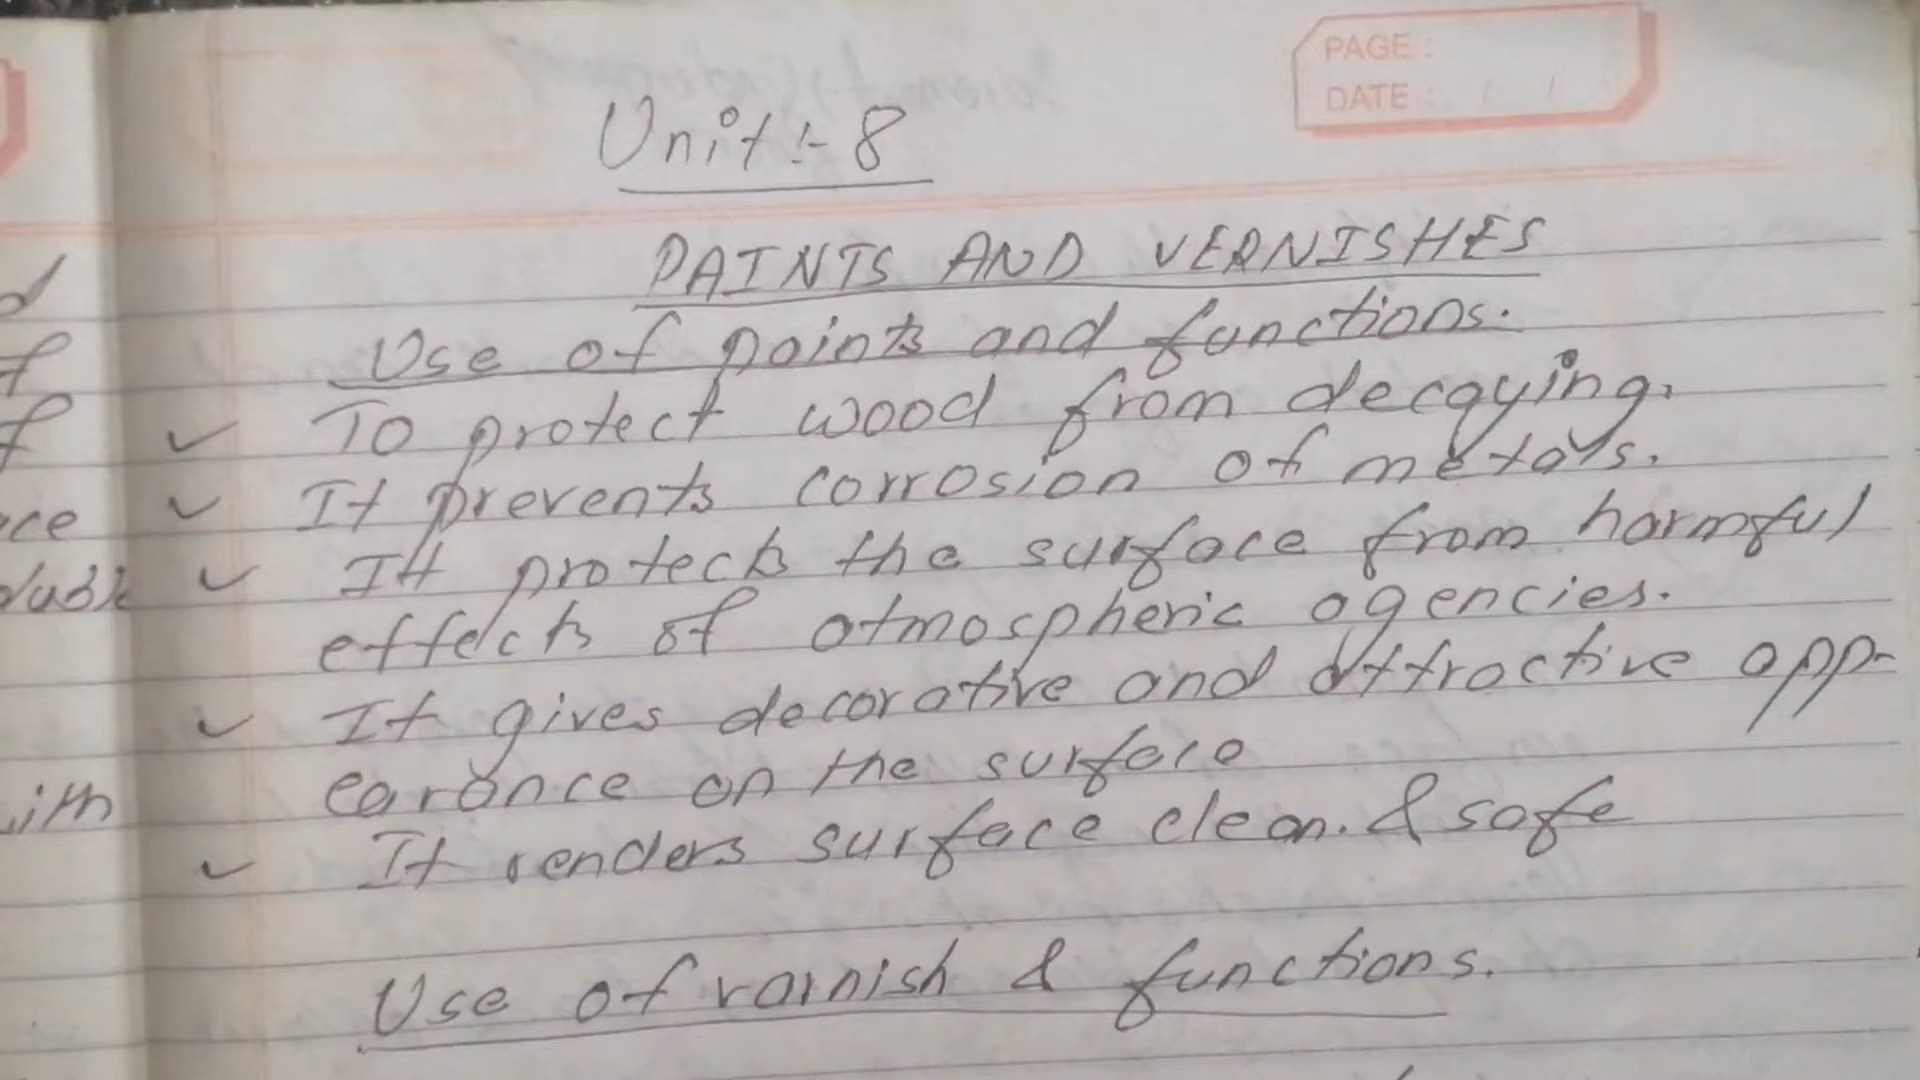 PAGE :
DATE : / /
Unit :- 8
PAINTS AND VERNISHES
Use of paints and functions.
d
f
✓ To protect wood from decaying.
f
✓ It prevents corrosion of metals.
ce
✓ It protects the surface from harmful
effects of atmospheric agencies.
✓ It gives decorative and attractive app-
earance on the surface
ith
✓ It renders surface clean. & safe
Use of varnish & functions.